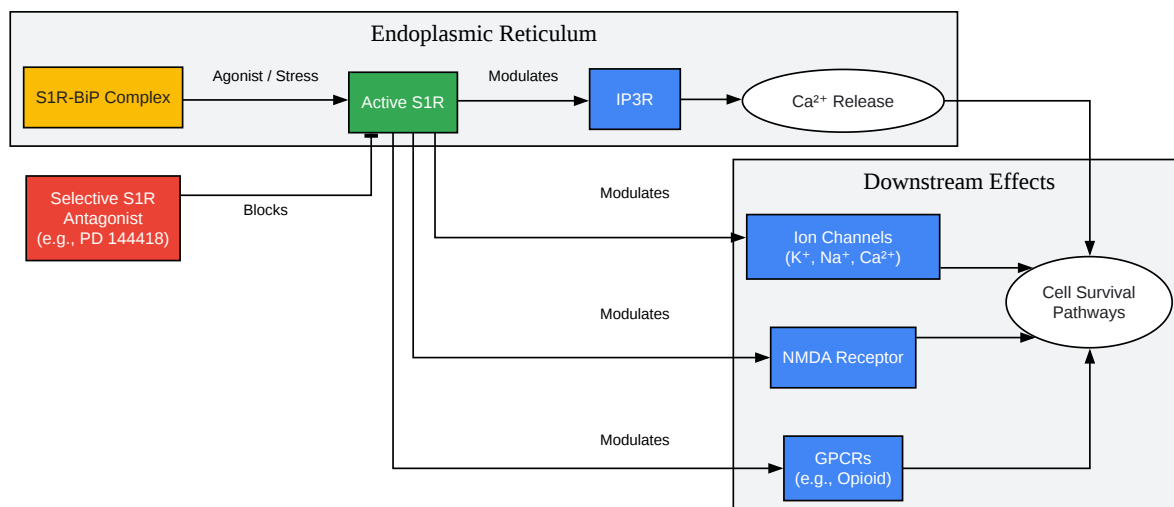 Endoplasmic Reticulum
S1R-BiP Complex
Agonist / Stress
Active S1R
Modulates
IP3R
Ca²⁺ Release
Selective S1R
Antagonist
(e.g., PD 144418)
Blocks
Modulates
Downstream Effects
Ion Channels
(K⁺, Na⁺, Ca²⁺)
Cell Survival
Pathways
Modulates
NMDA Receptor
Modulates
GPCRs
(e.g., Opioid)